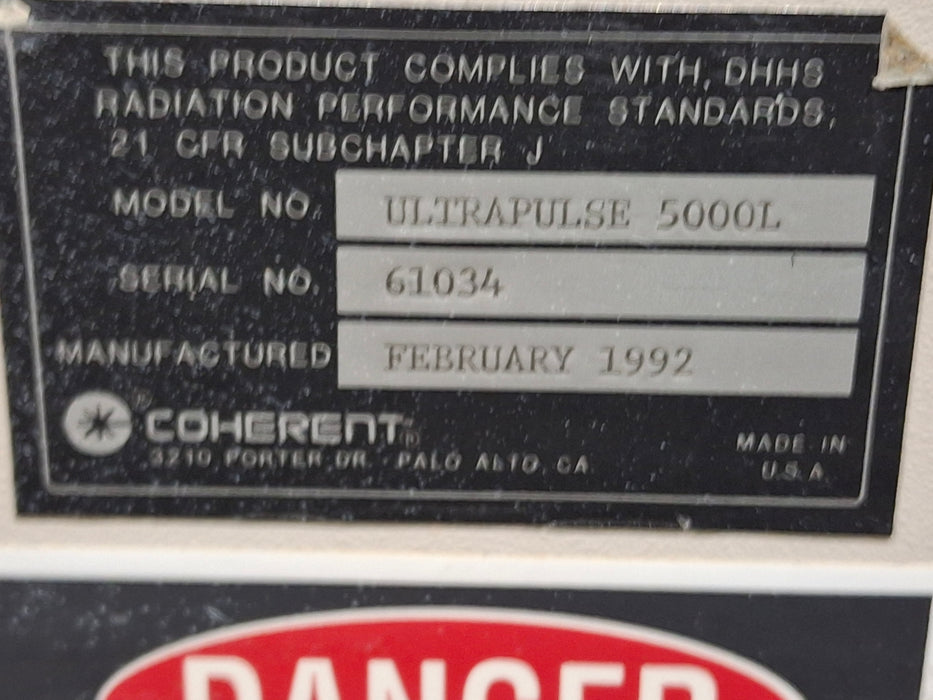 THIS PRODUCT COMPLIES WITH DHHS
RADIATION PERFORMANCE STANDARDS,
21 CFR SUBCHAPTER J
MODEL NO. ULTRAPULSE 5000L
SERIAL NO. 61034
MANUFACTURED FEBRUARY 1992
COHERENT
3210 PORTER DR. PALO ALTO, CA
MADE IN
U.S.A.
DANGER